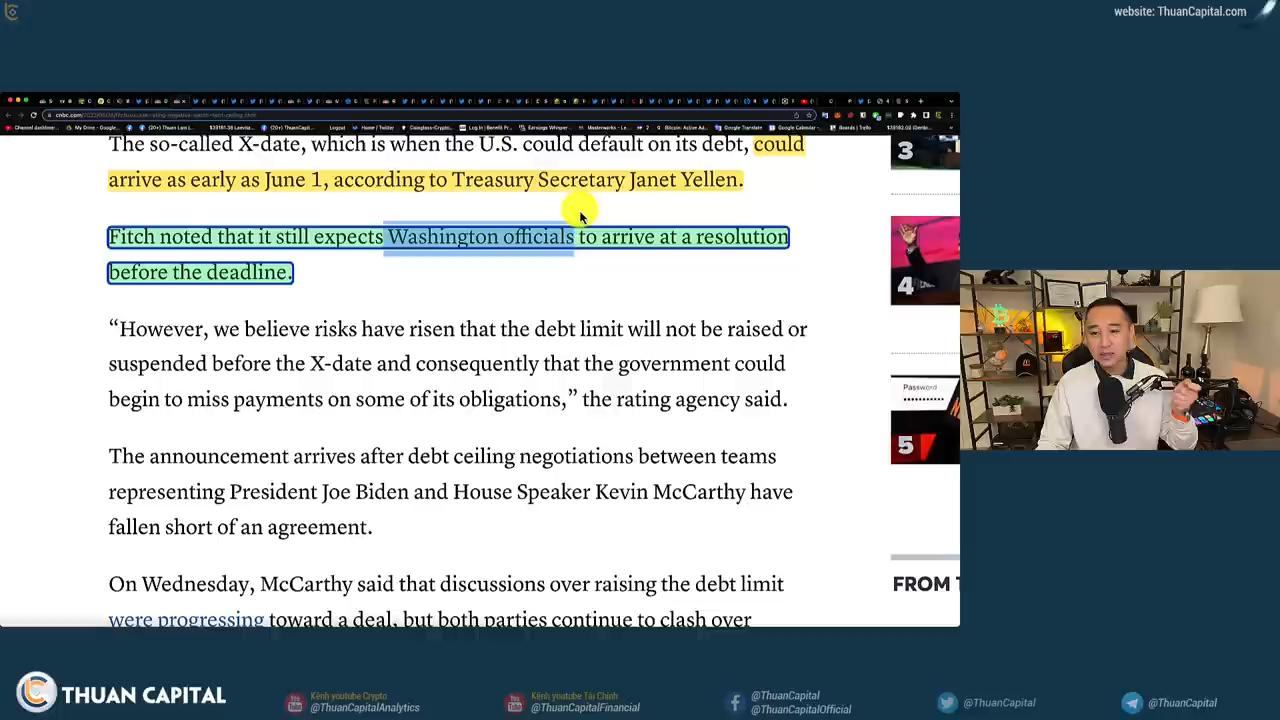 website: ThuanCapital.com
The so-called X-date, which is when the U.S. could default on its debt, could
arrive as early as June 1, according to Treasury Secretary Janet Yellen.
Fitch noted that it still expects Washington officials to arrive at a resolution
before the deadline.
“However, we believe risks have risen that the debt limit will not be raised or
suspended before the X-date and consequently that the government could
begin to miss payments on some of its obligations,” the rating agency said.
The announcement arrives after debt ceiling negotiations between teams
representing President Joe Biden and House Speaker Kevin McCarthy have
fallen short of an agreement.
On Wednesday, McCarthy said that discussions over raising the debt limit
were progressing toward a deal, but both parties continue to clash over
3
4
Password
5
FROM
THUAN CAPITAL
Kênh youtube Crypto
@ThuanCapitalAnalytics
Kênh youtube Tài Chính
@ThuanCapitalFinancial
@ThuanCapital
@ThuanCapitalOfficial
@ThuanCapital
@ThuanCapital